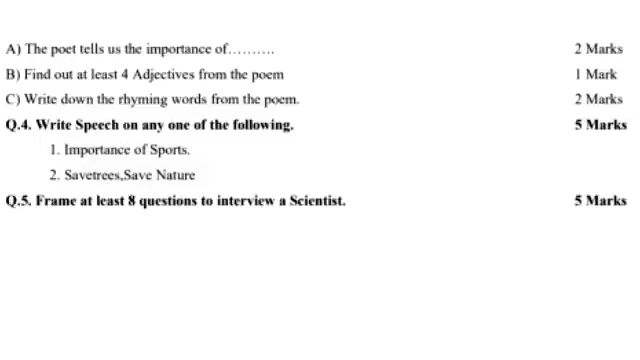 A) The poet tells us the importance of.......... 2 Marks
B) Find out at least 4 Adjectives from the poem 1 Mark
C) Write down the rhyming words from the poem. 2 Marks
Q.4. Write Speech on any one of the following. 5 Marks
1. Importance of Sports.
2. Savetrees,Save Nature
Q.5. Frame at least 8 questions to interview a Scientist. 5 Marks